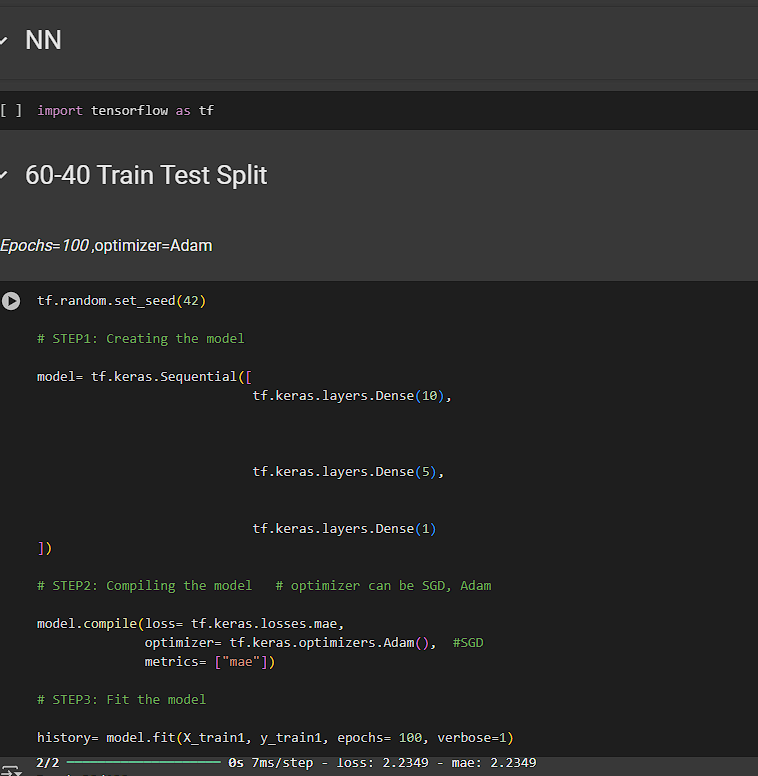 NN
[ ] import tensorflow as tf
60-40 Train Test Split
Epochs=100 ,optimizer=Adam
tf.random.set_seed(42)
# STEP1: Creating the model
model= tf.keras.Sequential([
tf.keras.layers.Dense(10),
tf.keras.layers.Dense(5),
tf.keras.layers.Dense(1)
])
# STEP2: Compiling the model   # optimizer can be SGD, Adam
model.compile(loss= tf.keras.losses.mae,
optimizer= tf.keras.optimizers.Adam(),  #SGD
metrics= ["mae"])
# STEP3: Fit the model
history= model.fit(X_train1, y_train1, epochs= 100, verbose=1)
2/2 ━━━━━━━━━━━━━━━━━━━━ 0s 7ms/step - loss: 2.2349 - mae: 2.2349